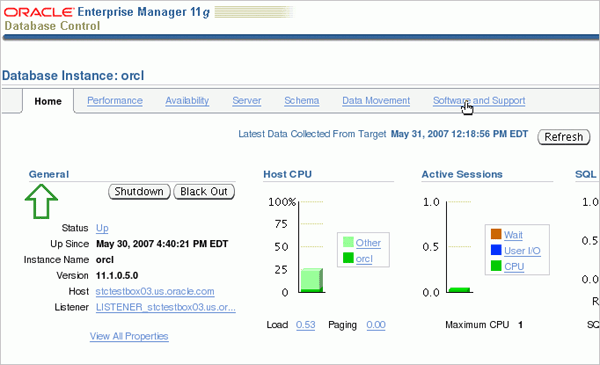 ORACLE Enterprise Manager 11g
Database Control
Database Instance: orcl
Home Performance Availability Server Schema Data Movement Software and Support
Latest Data Collected From Target May 31, 2007 12:18:56 PM EDT Refresh
General
Shutdown Black Out
Status Up
Up Since May 30, 2007 4:40:21 PM EDT
Instance Name orcl
Version 11.1.0.5.0
Host stctestbox03.us.oracle.com
Listener LISTENER_stctestbox03.us.or...
View All Properties
Host CPU
100%
75
50
25
0
Other
orcl
Load 0.53 Paging 0.00
Active Sessions
1.0
0.5
0.0
Wait
User I/O
CPU
Maximum CPU 1
SQL
1.0
0.5
0.0
R